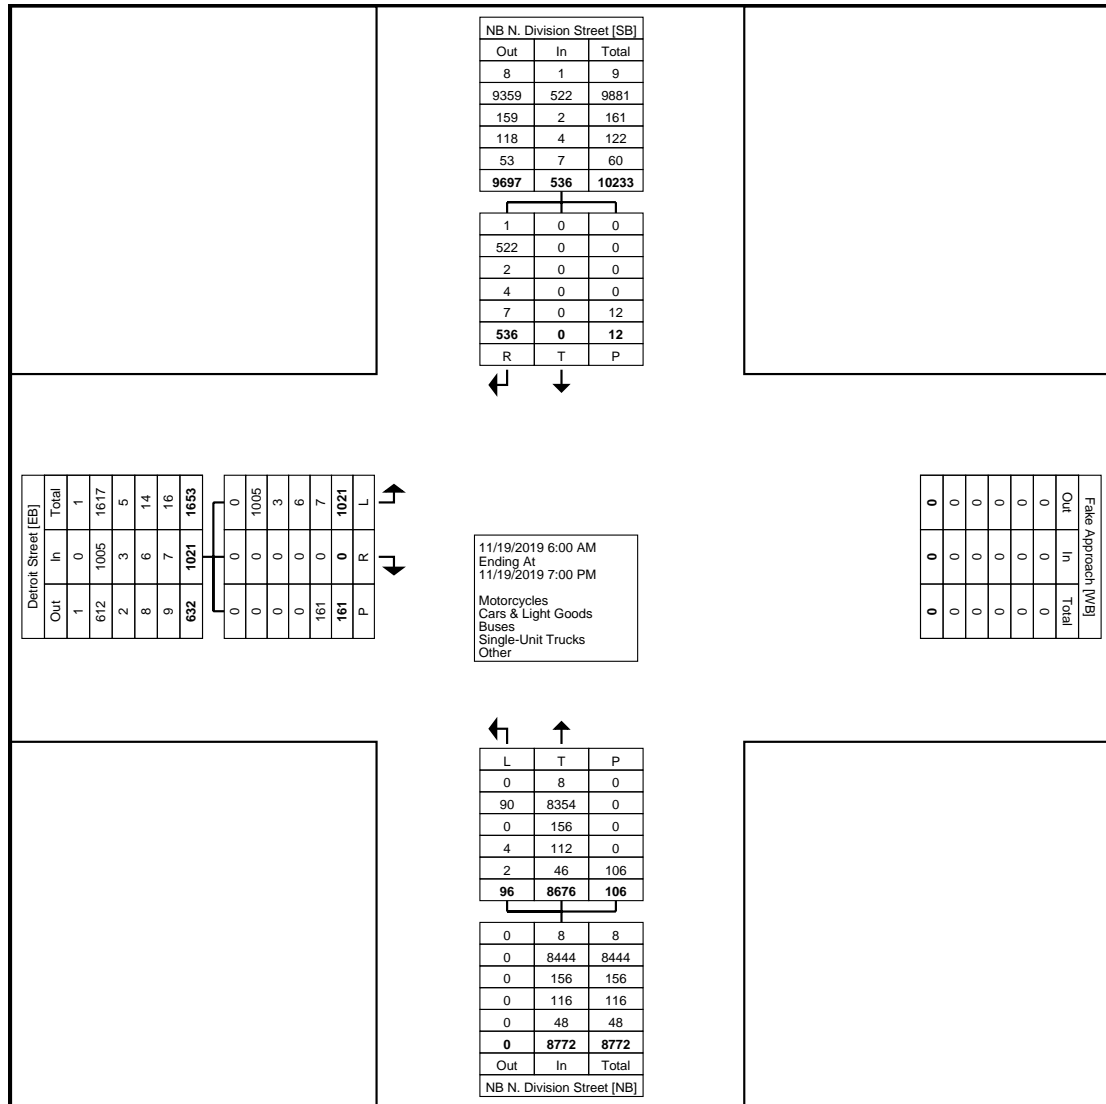 NB N. Division Street [SB]
Out In Total
8 1 9
9359 522 9881
159 2 161
118 4 122
53 7 60
9697 536 10233
1 0 0
522 0 0
2 0 0
4 0 0
7 0 12
536 0 12
R T P
Detroit Street [EB]
Total 1 1617 5 14 16 1653
In 0 1005 3 6 7 1021
Out 1 612 2 8 9 632
0 1005 3 6 7 1021 L
0 0 0 0 0 0 R
0 0 0 0 161 161 P
11/19/2019 6:00 AM
Ending At
11/19/2019 7:00 PM
Motorcycles
Cars & Light Goods
Buses
Single-Unit Trucks
Other
Fake Approach [WB]
Out In Total
0 0 0
0 0 0
0 0 0
0 0 0
0 0 0
0 0 0
L T P
0 8 0
90 8354 0
0 156 0
4 112 0
2 46 106
96 8676 106
0 8 8
0 8444 8444
0 156 156
0 116 116
0 48 48
0 8772 8772
Out In Total
NB N. Division Street [NB]